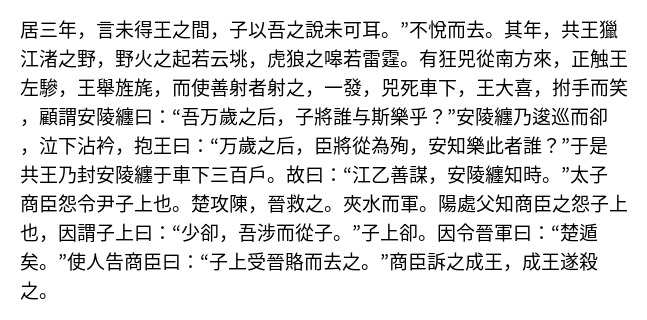 居三年，言未得王之間，子以吾之說未可耳。”不悅而去。其年，共王獵
江渚之野，野火之起若云垗，虎狼之嗥若雷霆。有狂兕從南方來，正触王
左驂，王舉旌旄，而使善射者射之，一發，兕死車下，王大喜，拊手而笑
，顧謂安陵纏曰：“吾万歲之后，子將誰与斯樂乎？”安陵纏乃逡巡而卻
，泣下沾衿，抱王曰：“万歲之后，臣將從為殉，安知樂此者誰？”于是
共王乃封安陵纏于車下三百戶。故曰：“江乙善謀，安陵纏知時。”太子
商臣怨令尹子上也。楚攻陳，晉救之。夾水而軍。陽處父知商臣之怨子上
也，因謂子上曰：“少卻，吾涉而從子。”子上卻。因令晉軍曰：“楚遁
矣。”使人告商臣曰：“子上受晉賂而去之。”商臣訴之成王，成王遂殺
之。